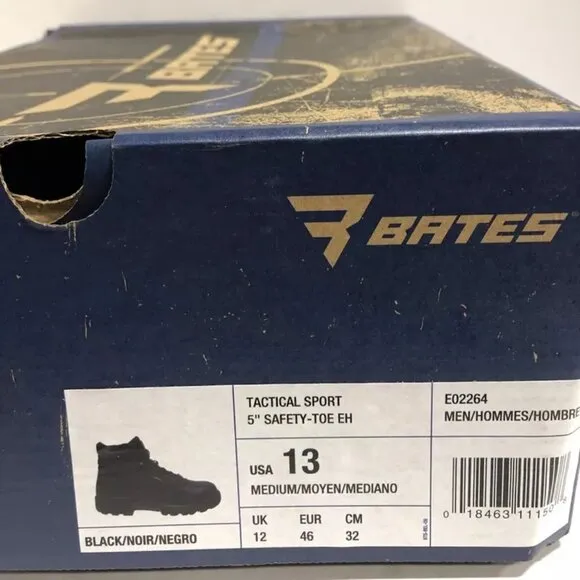 BATES
BATES
TACTICAL SPORT
5" SAFETY-TOE EH
E02264
MEN/HOMMES/HOMBRE
USA 13
MEDIUM/MOYEN/MEDIANO
UK EUR CM
12 46 32
BLACK/NOIR/NEGRO
0 18463 1115